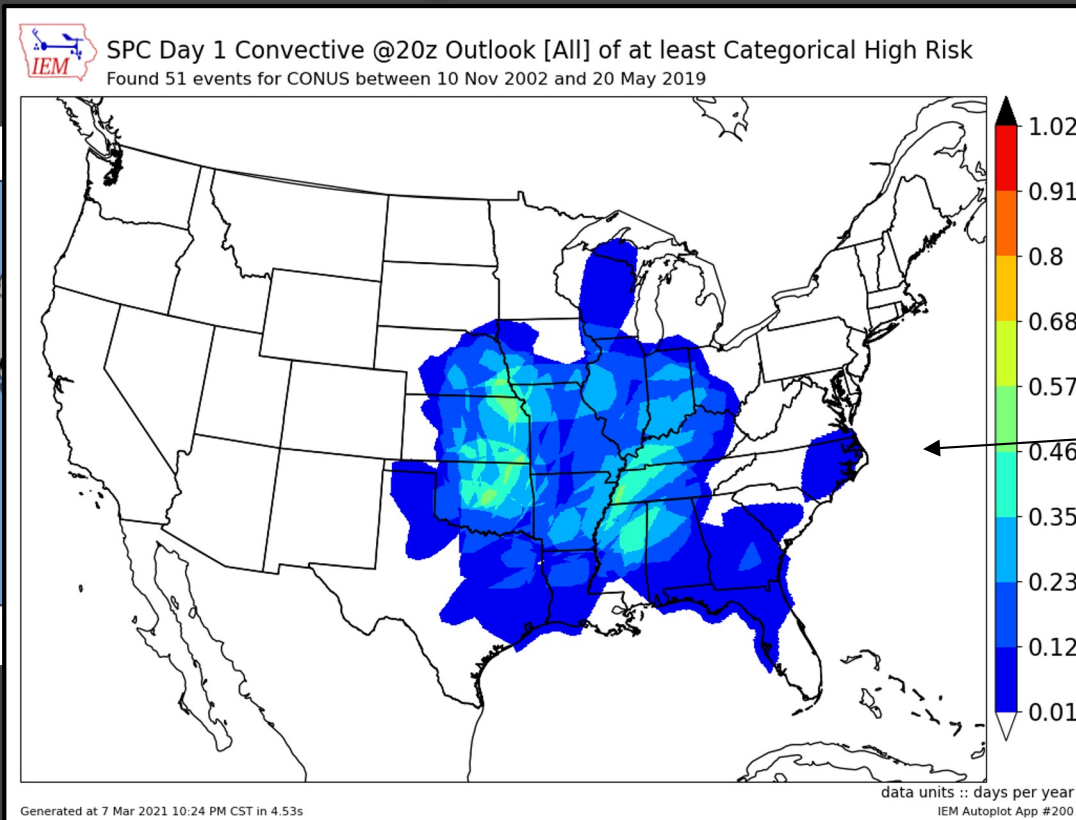 IEM
SPC Day 1 Convective @20z Outlook [All] of at least Categorical High Risk
Found 51 events for CONUS between 10 Nov 2002 and 20 May 2019
1.02
0.91
0.8
0.68
0.57
0.46
0.35
0.23
0.12
0.01
data units :: days per year
Generated at 7 Mar 2021 10:24 PM CST in 4.53s
IEM Autoplot App #200